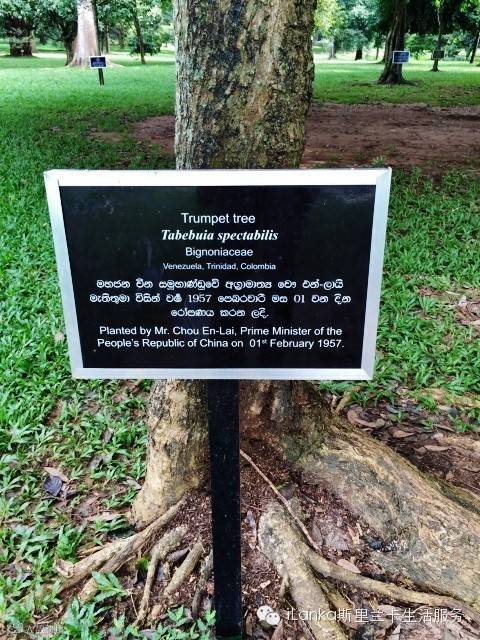 Trumpet tree
Tabebuia spectabilis
Bignoniaceae
Venezuela, Trinidad, Colombia
මහජන චීන සමුහාණ්ඩුවේ අග්‍රාමාත්‍ය චෞ එන්-ලායි
මැතිතුමා විසින් වර්ෂ 1957 පෙබරවාරි මස 01 වන දින
රෝපණය කරන ලදි.
Planted by Mr. Chou En-Lai, Prime Minister of the
People's Republic of China on 01st February 1957.
iLanka斯里兰卡生活服务